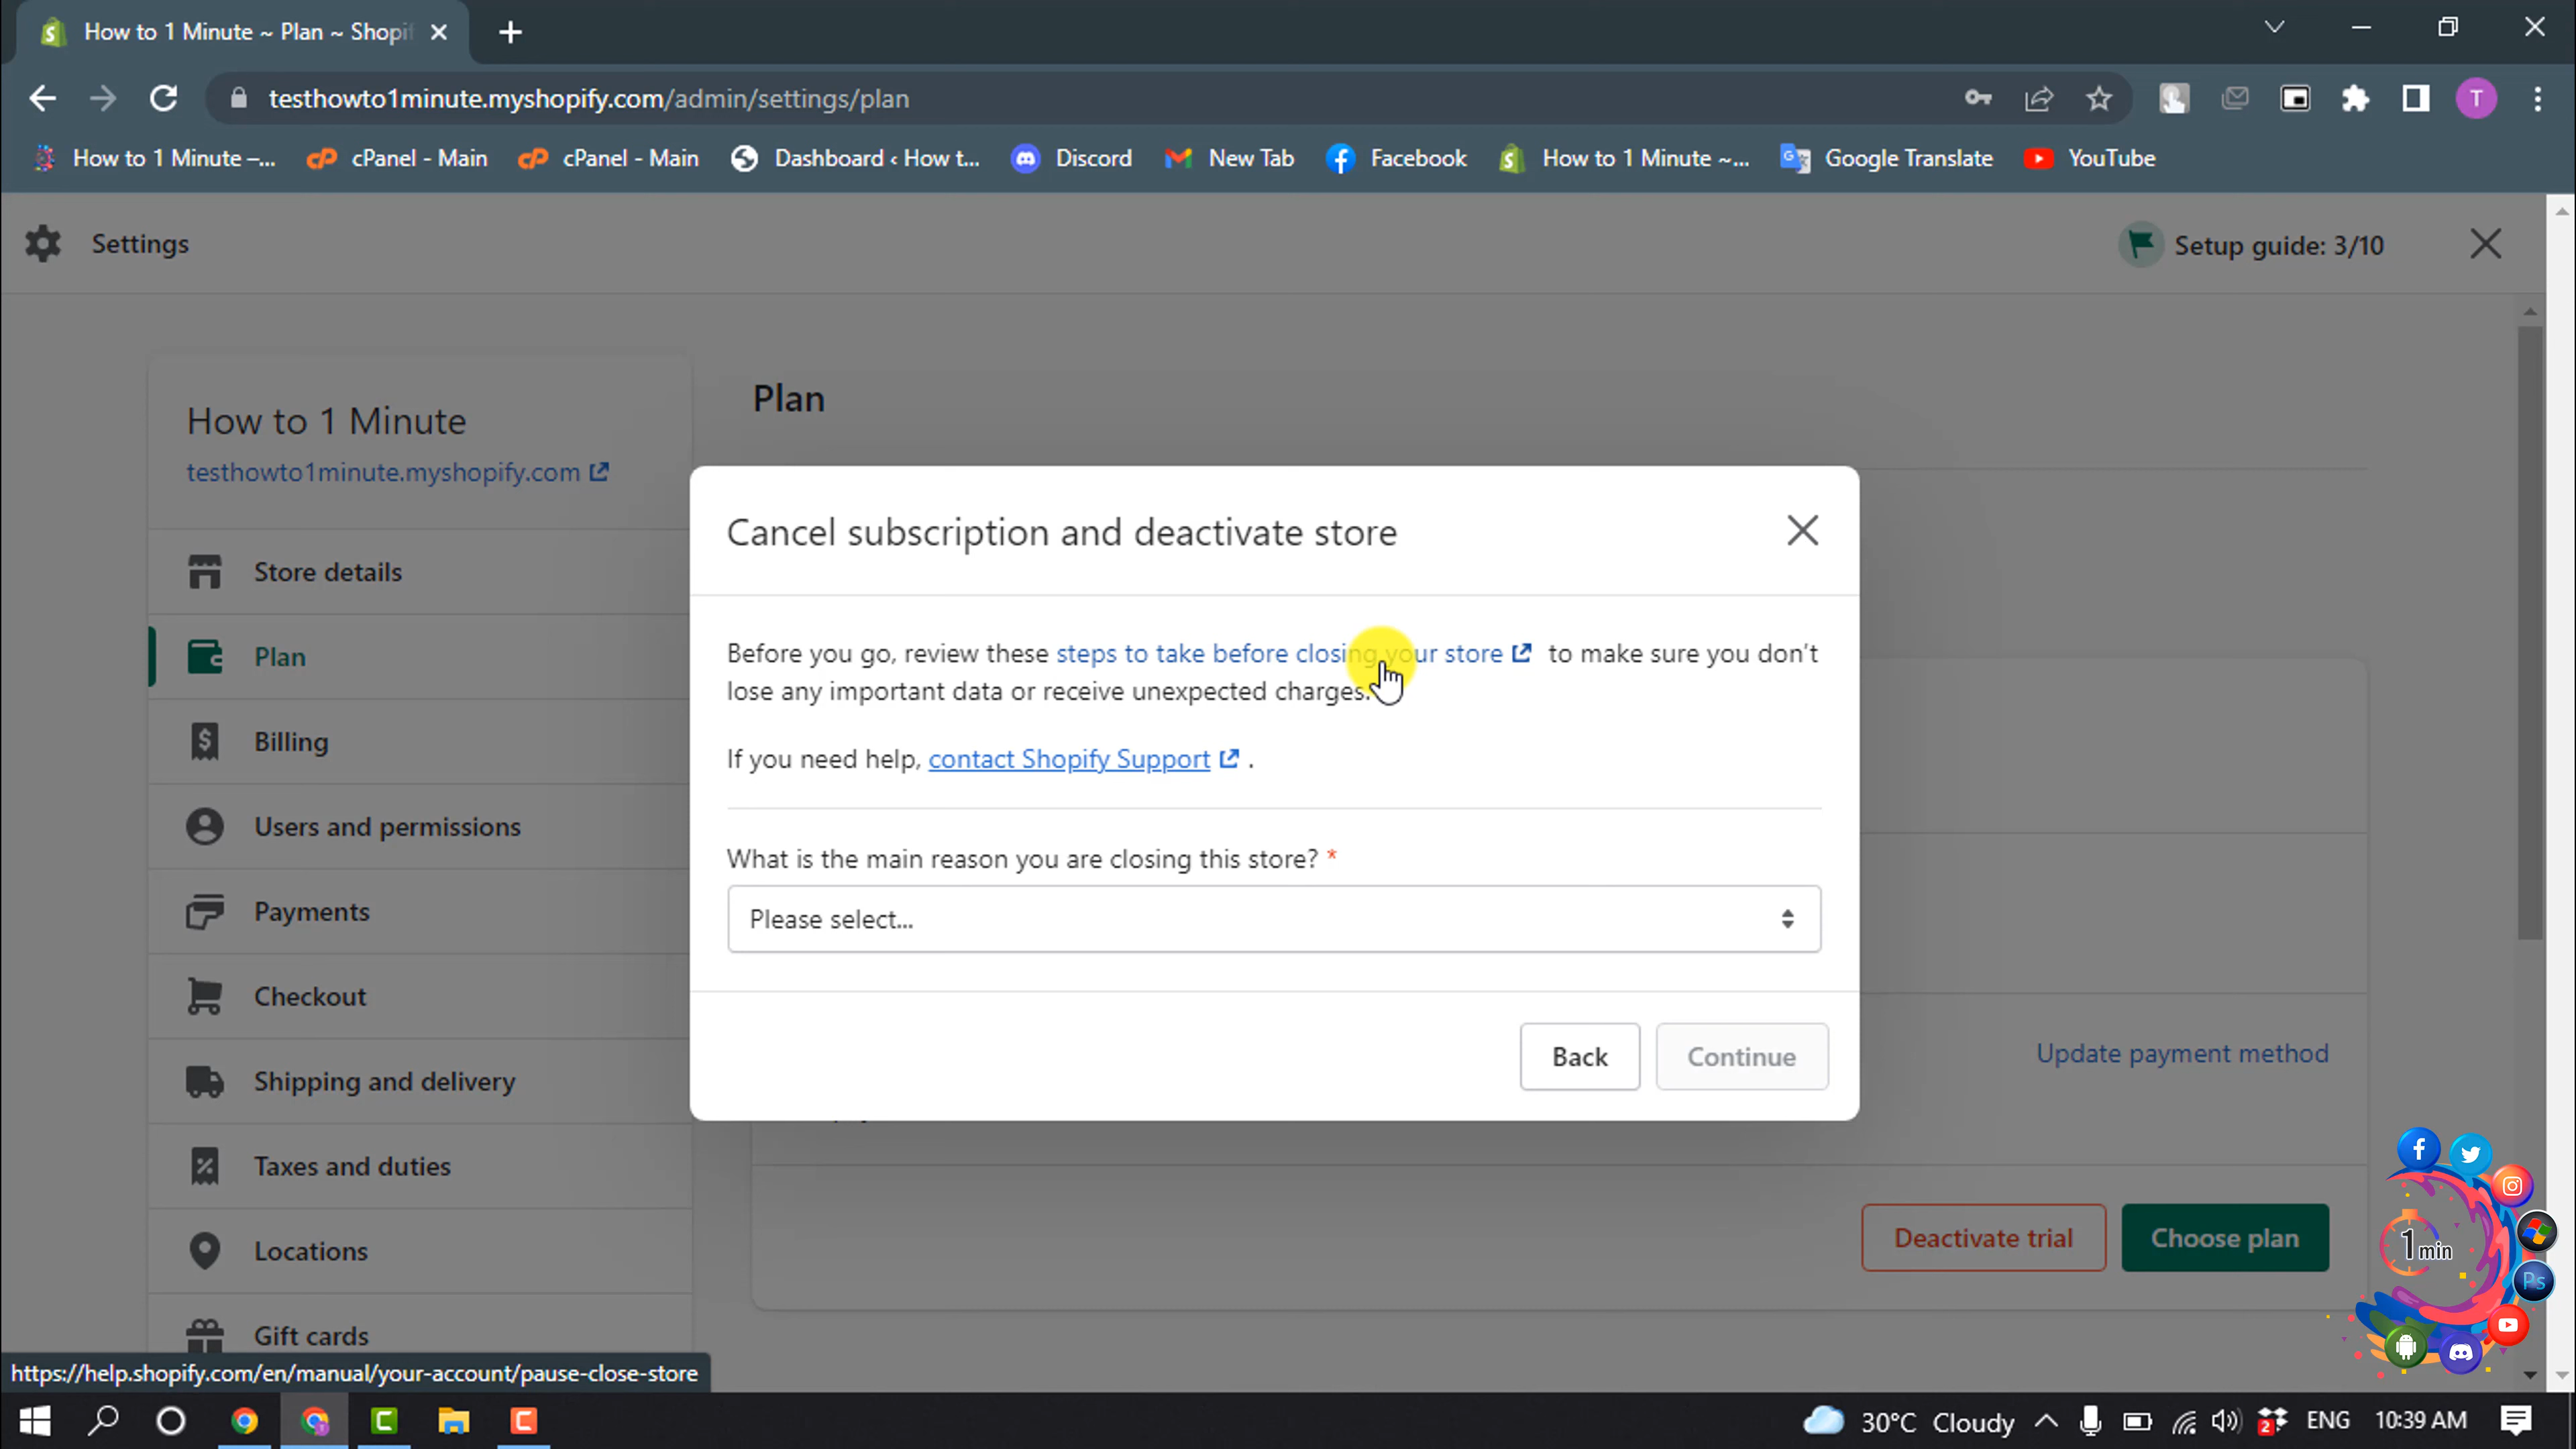 How to 1 Minute ~ Plan ~ Shopif
testhowto1minute.myshopify.com/admin/settings/plan
T
How to 1 Minute –... cPanel - Main cPanel - Main Dashboard ‹ How t... Discord New Tab Facebook How to 1 Minute ~... Google Translate YouTube
Settings
Setup guide: 3/10
How to 1 Minute
testhowto1minute.myshopify.com
Store details
Plan
Billing
Users and permissions
Payments
Checkout
Shipping and delivery
Taxes and duties
Locations
Gift cards
Plan
Cancel subscription and deactivate store
Before you go, review these steps to take before closing your store to make sure you don't
lose any important data or receive unexpected charges.
If you need help, contact Shopify Support .
What is the main reason you are closing this store? *
Please select...
Back Continue
Update payment method
Deactivate trial Choose plan
1 min
Ps
https://help.shopify.com/en/manual/your-account/pause-close-store
30°C Cloudy 2 ENG 10:39 AM